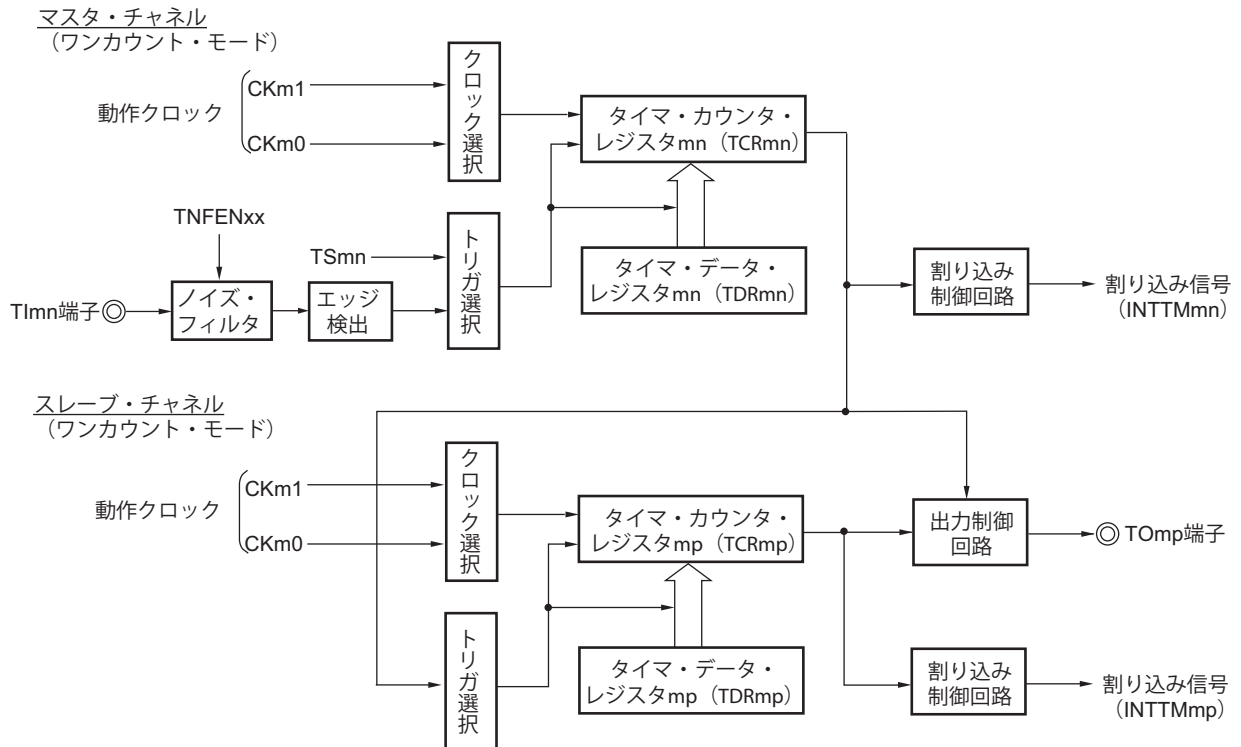 マスタ・チャネル
（ワンカウント・モード）
動作クロック
CKm1
CKm0
クロック選択
タイマ・カウンタ・
レジスタmn（TCRmn）
TNFENxx
TSmn
トリガ選択
タイマ・データ・
レジスタmn（TDRmn）
TImn端子
ノイズ・
フィルタ
エッジ
検出
割り込み
制御回路
割り込み信号
（INTTMmn）
スレーブ・チャネル
（ワンカウント・モード）
動作クロック
CKm1
CKm0
クロック選択
タイマ・カウンタ・
レジスタmp（TCRmp）
出力制御
回路
TOmp端子
トリガ選択
タイマ・データ・
レジスタmp（TDRmp）
割り込み
制御回路
割り込み信号
（INTTMmp）